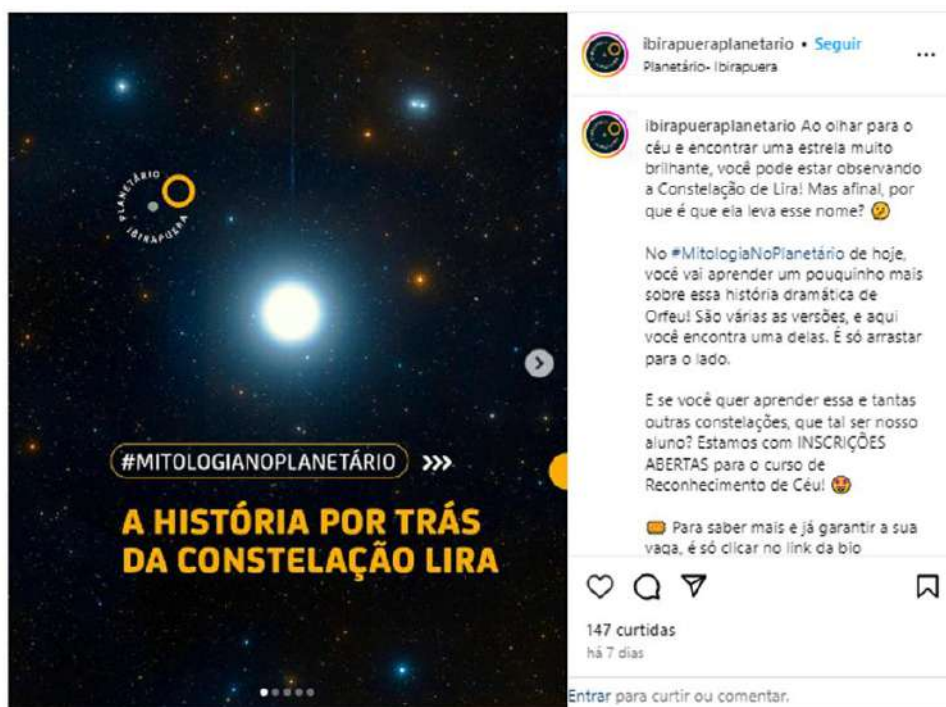 PLANETÁRIO
IBIRAPUERA
#MITOLOGIANOPLANETÁRIO
A HISTÓRIA POR TRÁS
DA CONSTELAÇÃO LIRA
ibirapueraplanetario • Seguir
Planetário- Ibirapuera
ibirapueraplanetario Ao olhar para o
céu e encontrar uma estrela muito
brilhante, você pode estar observando
a Constelação de Lira! Mas afinal, por
que é que ela leva esse nome? 🤔
No #MitologiaNoPlanetário de hoje,
você vai aprender um pouquinho mais
sobre essa história dramática de
Orfeu! São várias as versões, e aqui
você encontra uma delas. É só arrastar
para o lado.
E se você quer aprender essa e tantas
outras constelações, que tal ser nosso
aluno? Estamos com INSCRIÇÕES
ABERTAS para o curso de
Reconhecimento de Céu! 🤩
🎟️ Para saber mais e já garantir a sua
vaga, é só clicar no link da bio
147 curtidas
há 7 dias
Entrar para curtir ou comentar.